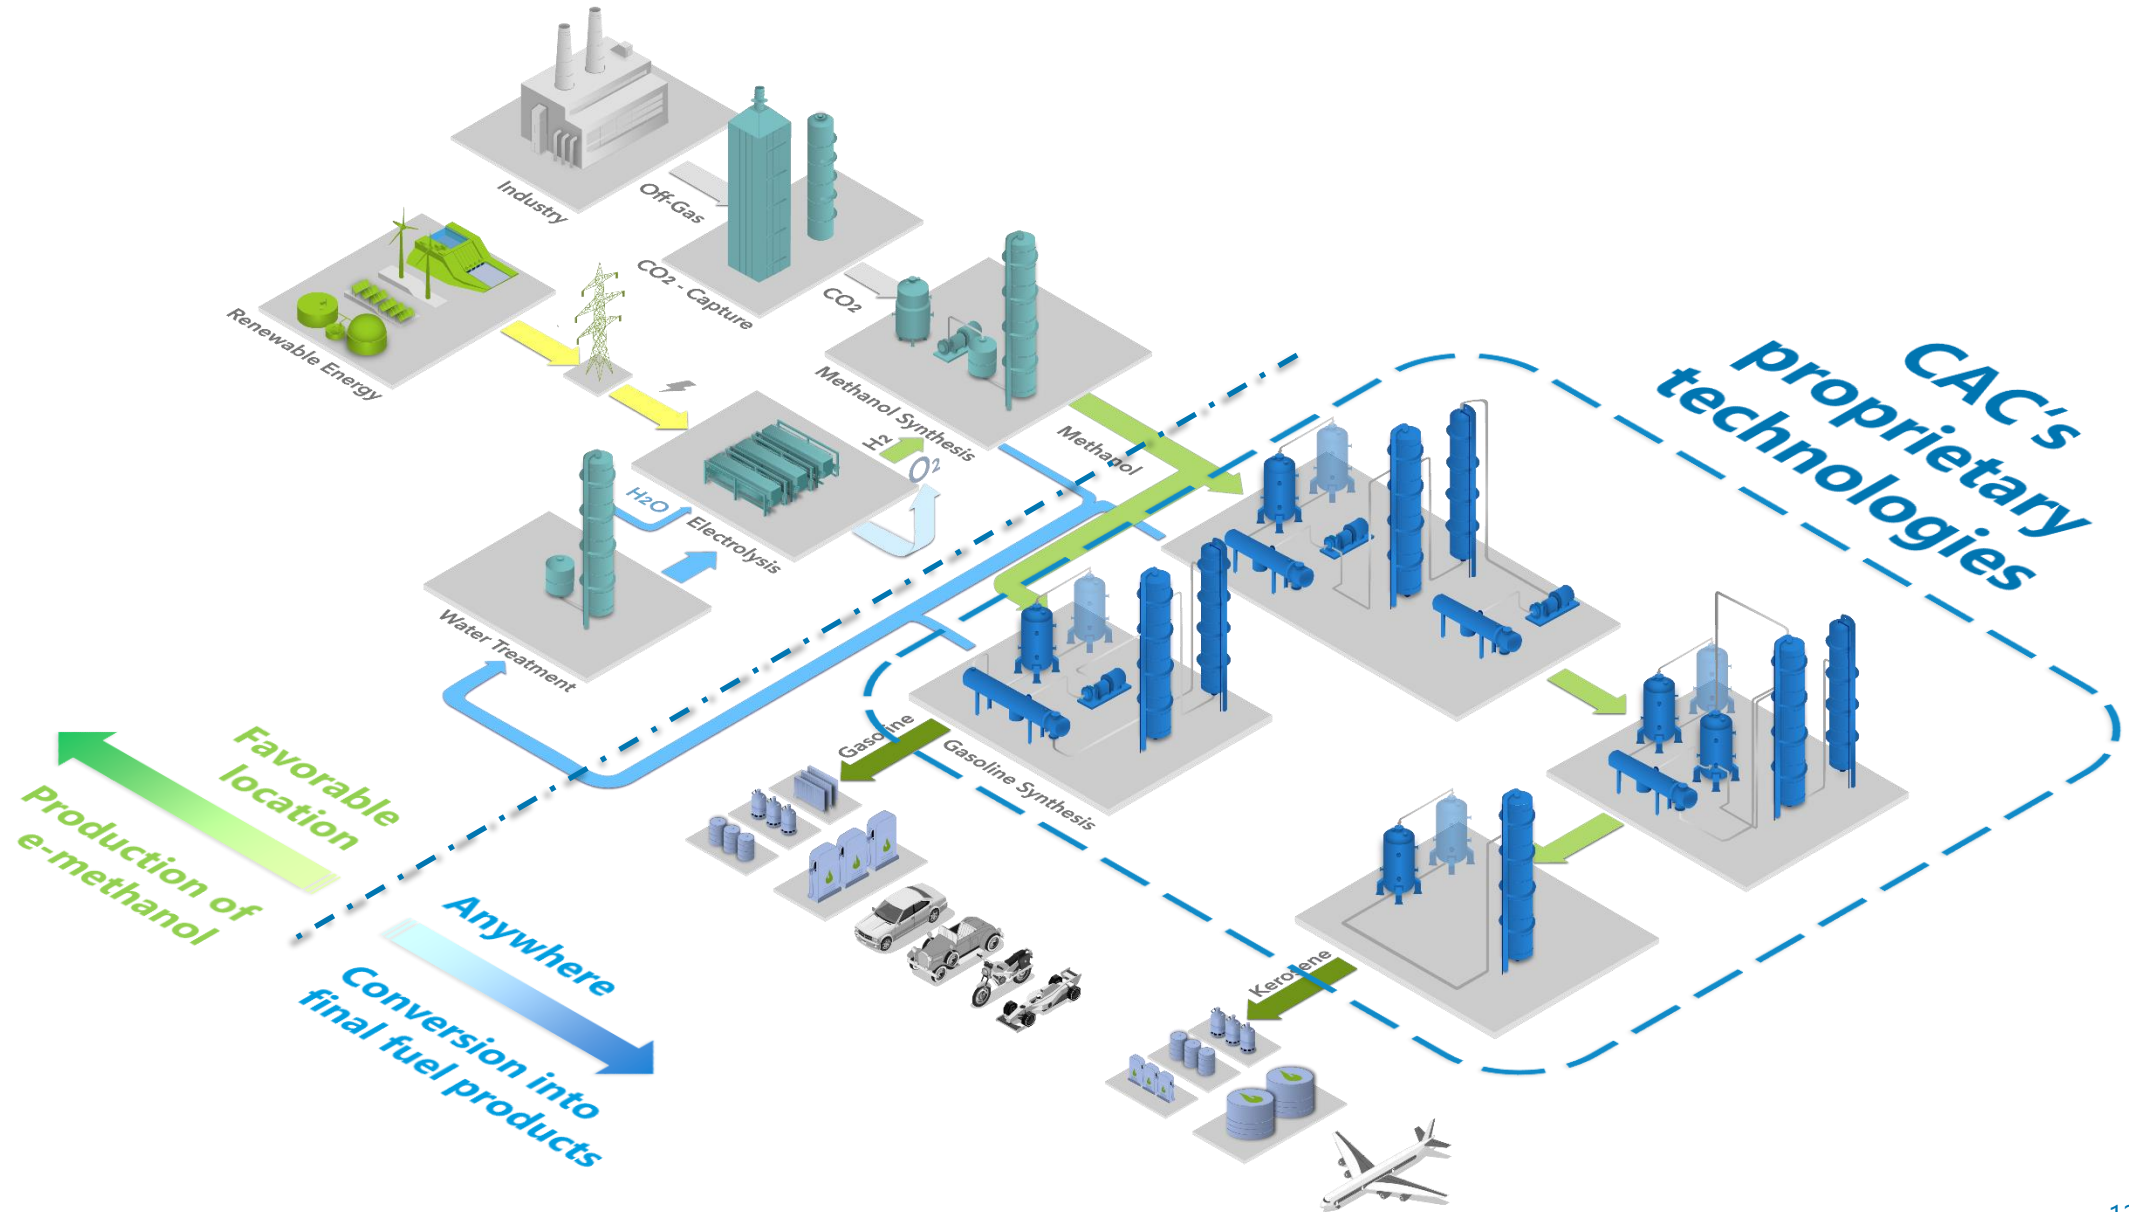 Industry
Off-Gas
CO2 - Capture
CO2
Renewable Energy
Methanol Synthesis
Methanol
H2
O2
H2O
Electrolysis
Water Treatment
CAC's
proprietary
technologies
Gasoline
Gasoline Synthesis
Kerosene
Favorable
location
Production of
e-methanol
Anywhere
Conversion into
final fuel products